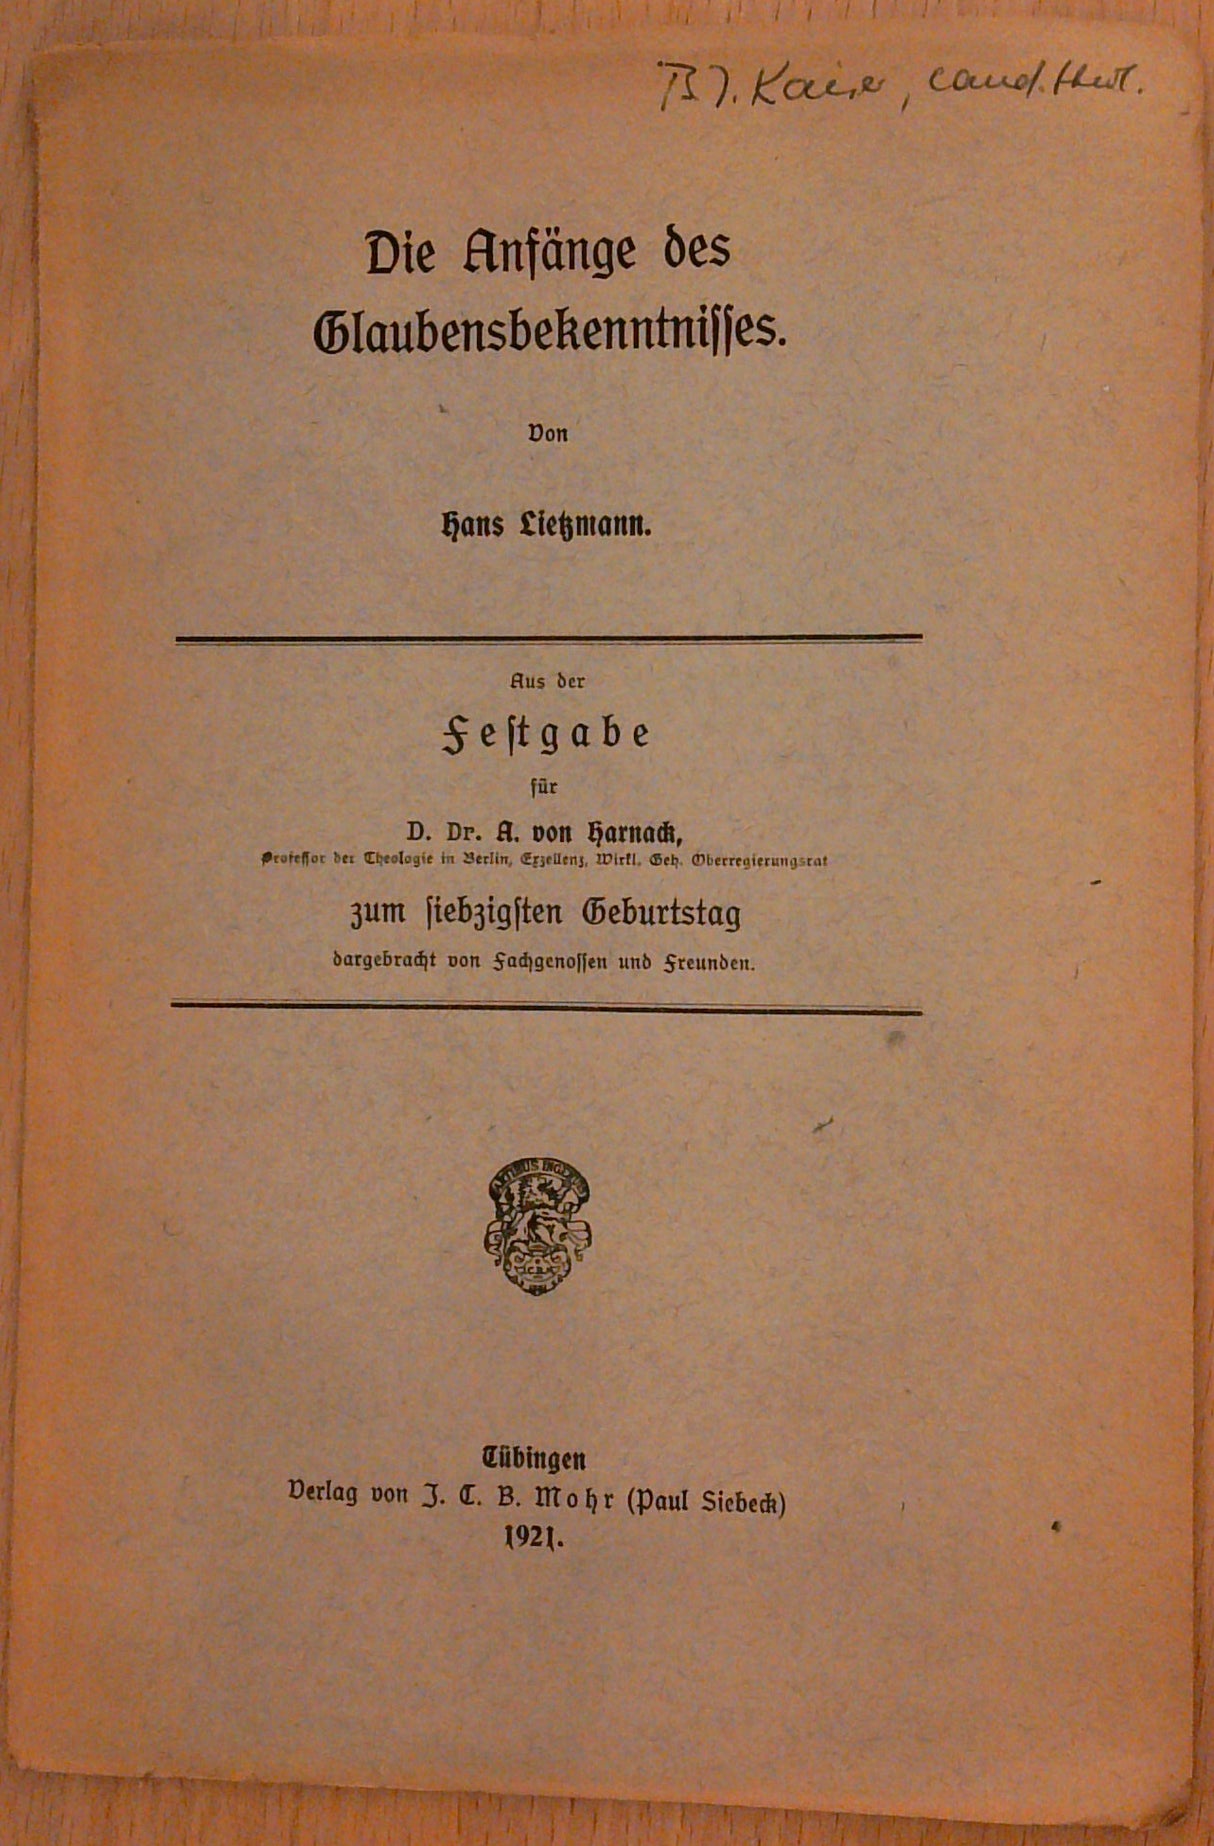 Kaiser, cand. theol.
Die Anfänge des
Glaubensbekenntnisses.
Von
Hans Lietzmann.
Aus der
Festgabe
für
D. Dr. A. von Harnack,
Professor der Theologie in Berlin, Exzellenz, Wirkl. Geh. Oberregierungsrat
zum siebzigsten Geburtstag
dargebracht von Fachgenossen und Freunden.
ARTIBUS INGENUIS
Tübingen
Verlag von J. C. B. Mohr (Paul Siebeck)
1921.